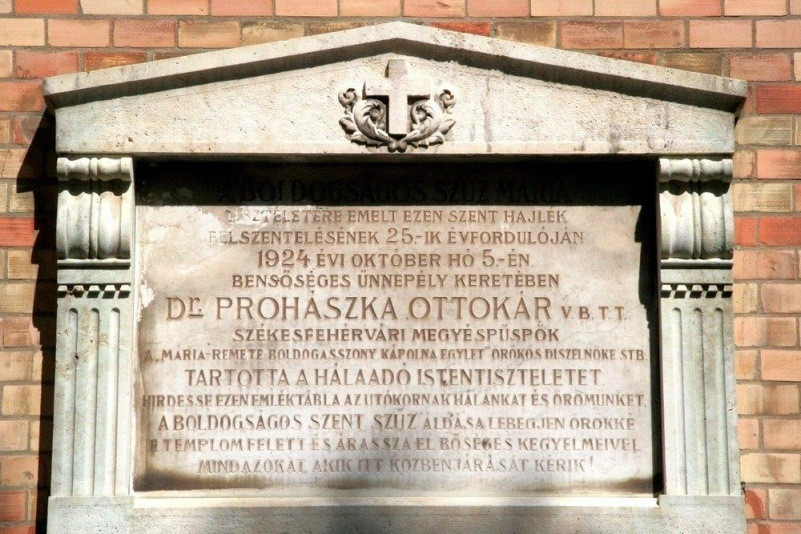 A BOLDOGSÁGOS SZŰZ MÁRIA
TISZTELETÉRE EMELT EZEN SZENT HAJLÉK
FELSZENTELÉSÉNEK 25.-IK ÉVFORDULÓJÁN
1924 ÉVI OKTÓBER HÓ 5.-ÉN.
BENSŐSÉGES ÜNNEPÉLY KERETÉBEN
DR. PROHÁSZKA OTTOKÁR V. B. T. T.
SZÉKESFEHÉRVÁRI MEGYÉSPÜSPÖK
A „MÁRIA-REMETE BOLDOGASSZONY KÁPOLNA EGYLET" ÖRÖKÖS DISZELNÖKE STB.
TARTOTTA A HÁLAADÓ ISTENTISZTELETET.
HIRDESSE EZEN EMLÉKTÁBLA AZ UTÓKORNAK HÁLÁNKAT ÉS ÖRÖMÜNKET.
A BOLDOGSÁGOS SZENT SZŰZ ÁLDÁSA LEBEGJEN ÖRÖKRE
E TEMPLOM FELETT ÉS ÁRASSZA EL BŐSÉGES KEGYELMEIVEL
MINDAZOKAT, AKIK ITT KÖZBENJÁRÁSÁT KÉRIK!